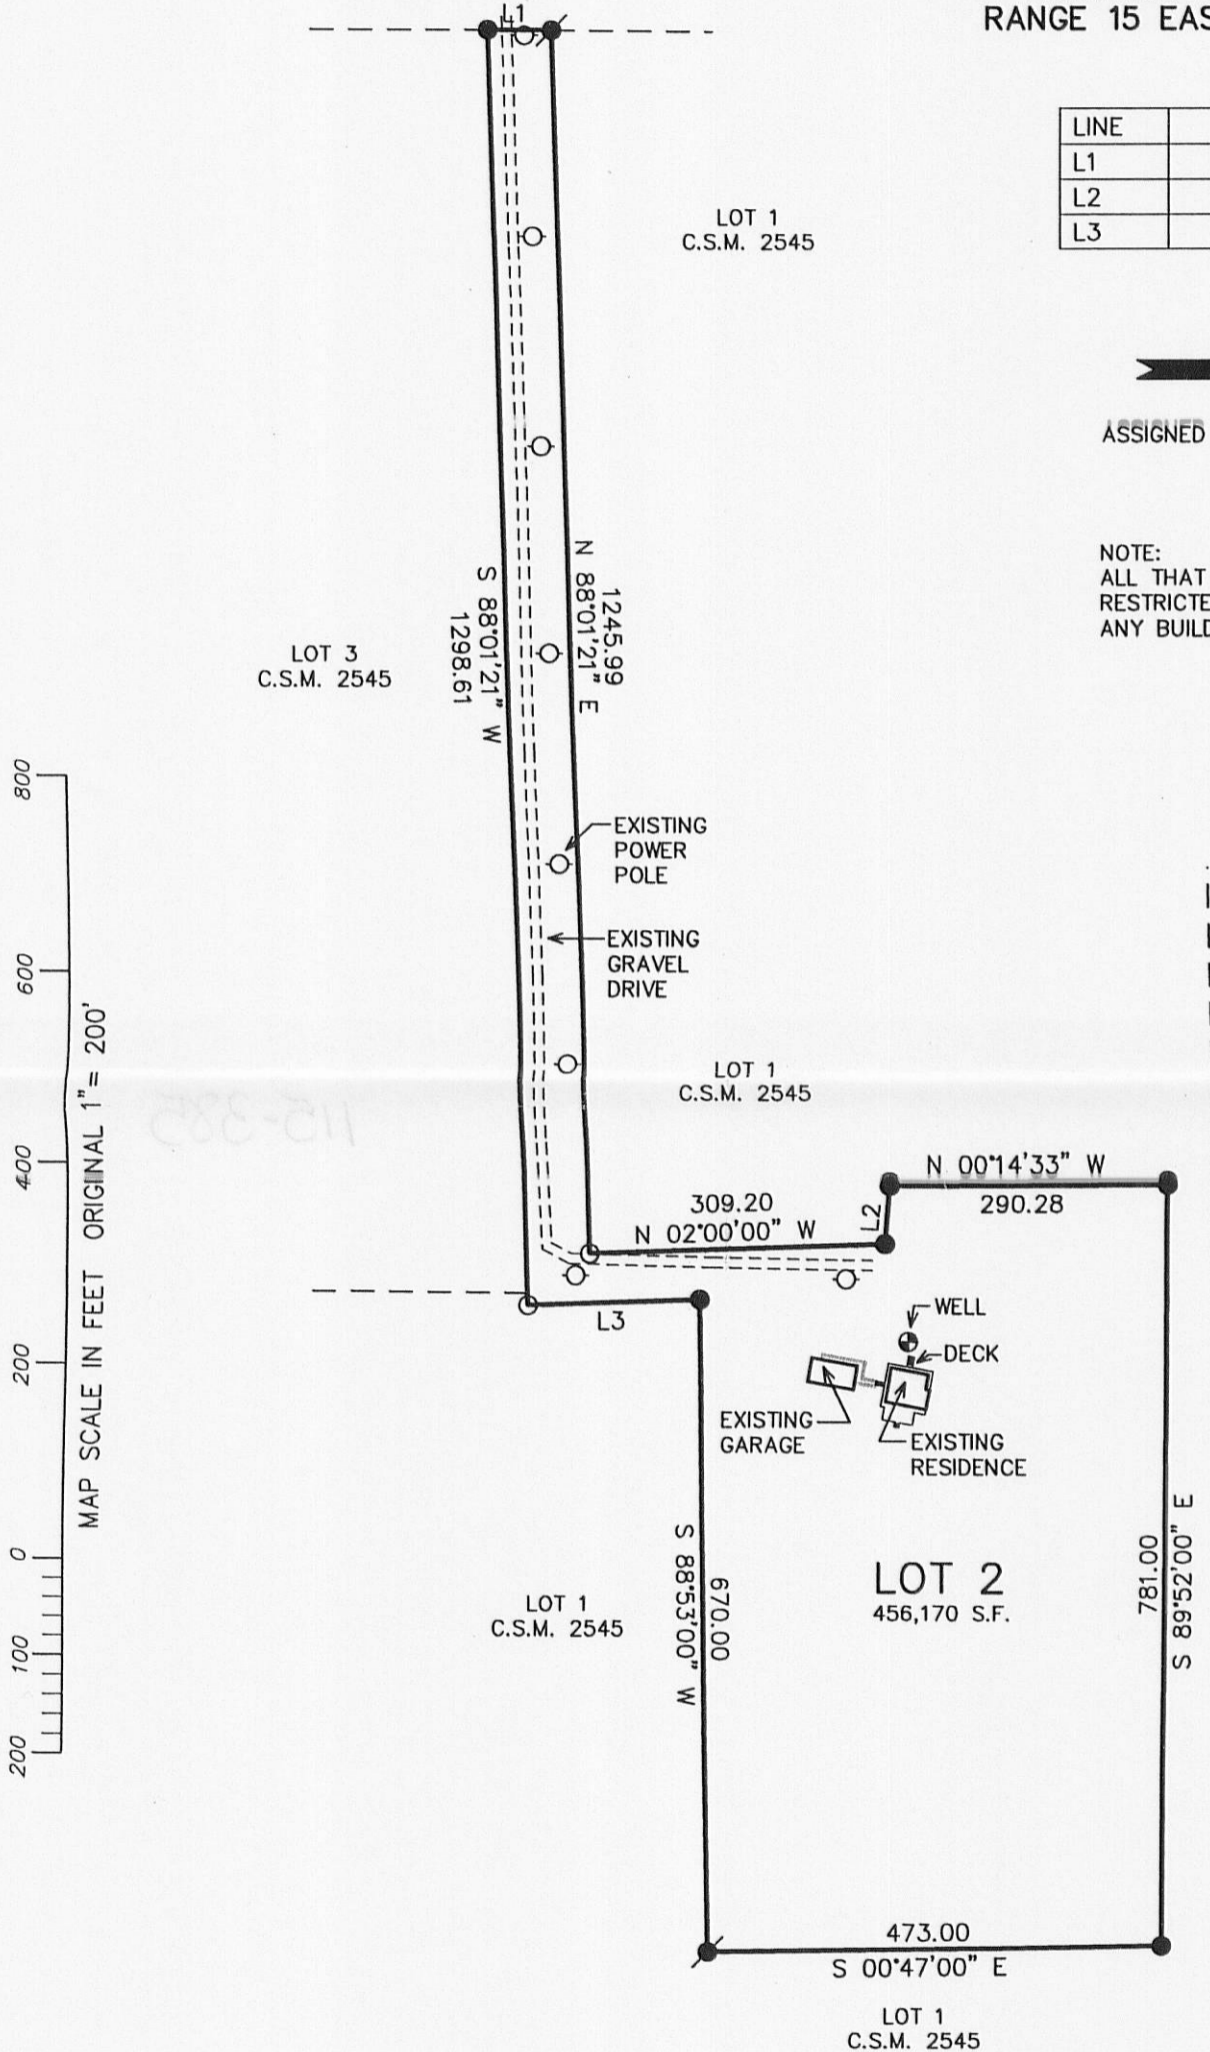 L1
RANGE 15 EAS
LINE
L1
L2
L3
LOT 1
C.S.M. 2545
ASSIGNED
NOTE:
ALL THAT
RESTRICTE
ANY BUILD
1245.99
N 88°01'21" E
S 88°01'21" W
1298.61
LOT 3
C.S.M. 2545
EXISTING
POWER
POLE
EXISTING
GRAVEL
DRIVE
LOT 1
C.S.M. 2545
800
600
400
200
0
100
200
MAP SCALE IN FEET ORIGINAL 1"= 200'
115-385
N 00°14'33" W
290.28
309.20
N 02°00'00" W
L2
L3
WELL
DECK
EXISTING
GARAGE
EXISTING
RESIDENCE
LOT 2
456,170 S.F.
781.00
S 89°52'00" E
670.00
S 88°53'00" W
LOT 1
C.S.M. 2545
473.00
S 00°47'00" E
LOT 1
C.S.M. 2545